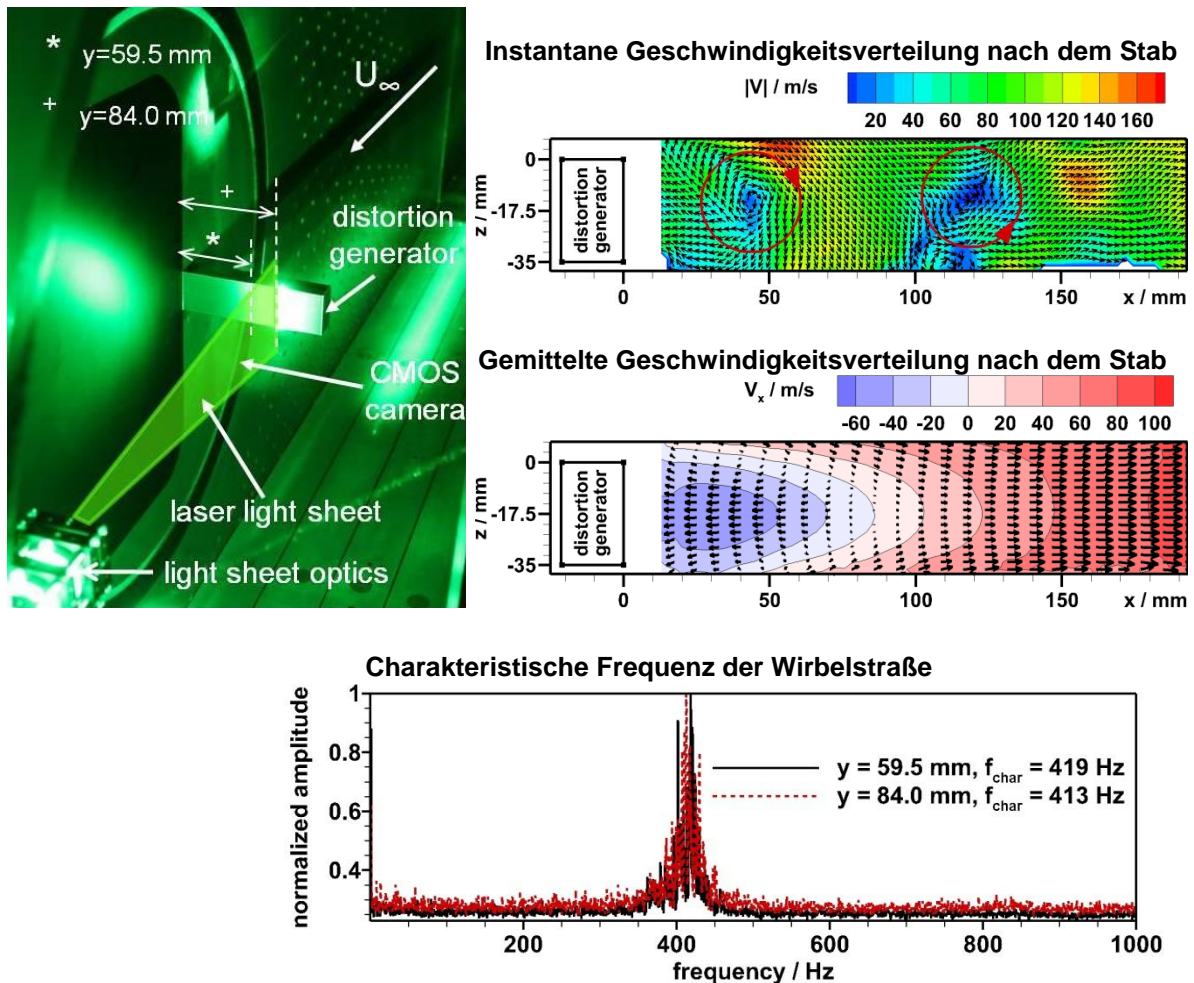 * y=59.5 mm
+ y=84.0 mm
U∞
+
*
distortion
generator
CMOS
camera
laser light sheet
light sheet optics
Instantane Geschwindigkeitsverteilung nach dem Stab
|V| / m/s
20 40 60 80 100 120 140 160
z / mm
0
-17.5
-35
distortion
generator
0 50 100 150 x / mm
Gemittelte Geschwindigkeitsverteilung nach dem Stab
Vx / m/s
-60 -40 -20 0 20 40 60 80 100
z / mm
0
-17.5
-35
distortion
generator
0 50 100 150 x / mm
Charakteristische Frequenz der Wirbelstraße
normalized amplitude
1
0.8
0.6
0.4
y = 59.5 mm, fchar = 419 Hz
y = 84.0 mm, fchar = 413 Hz
200 400 600 800 1000
frequency / Hz